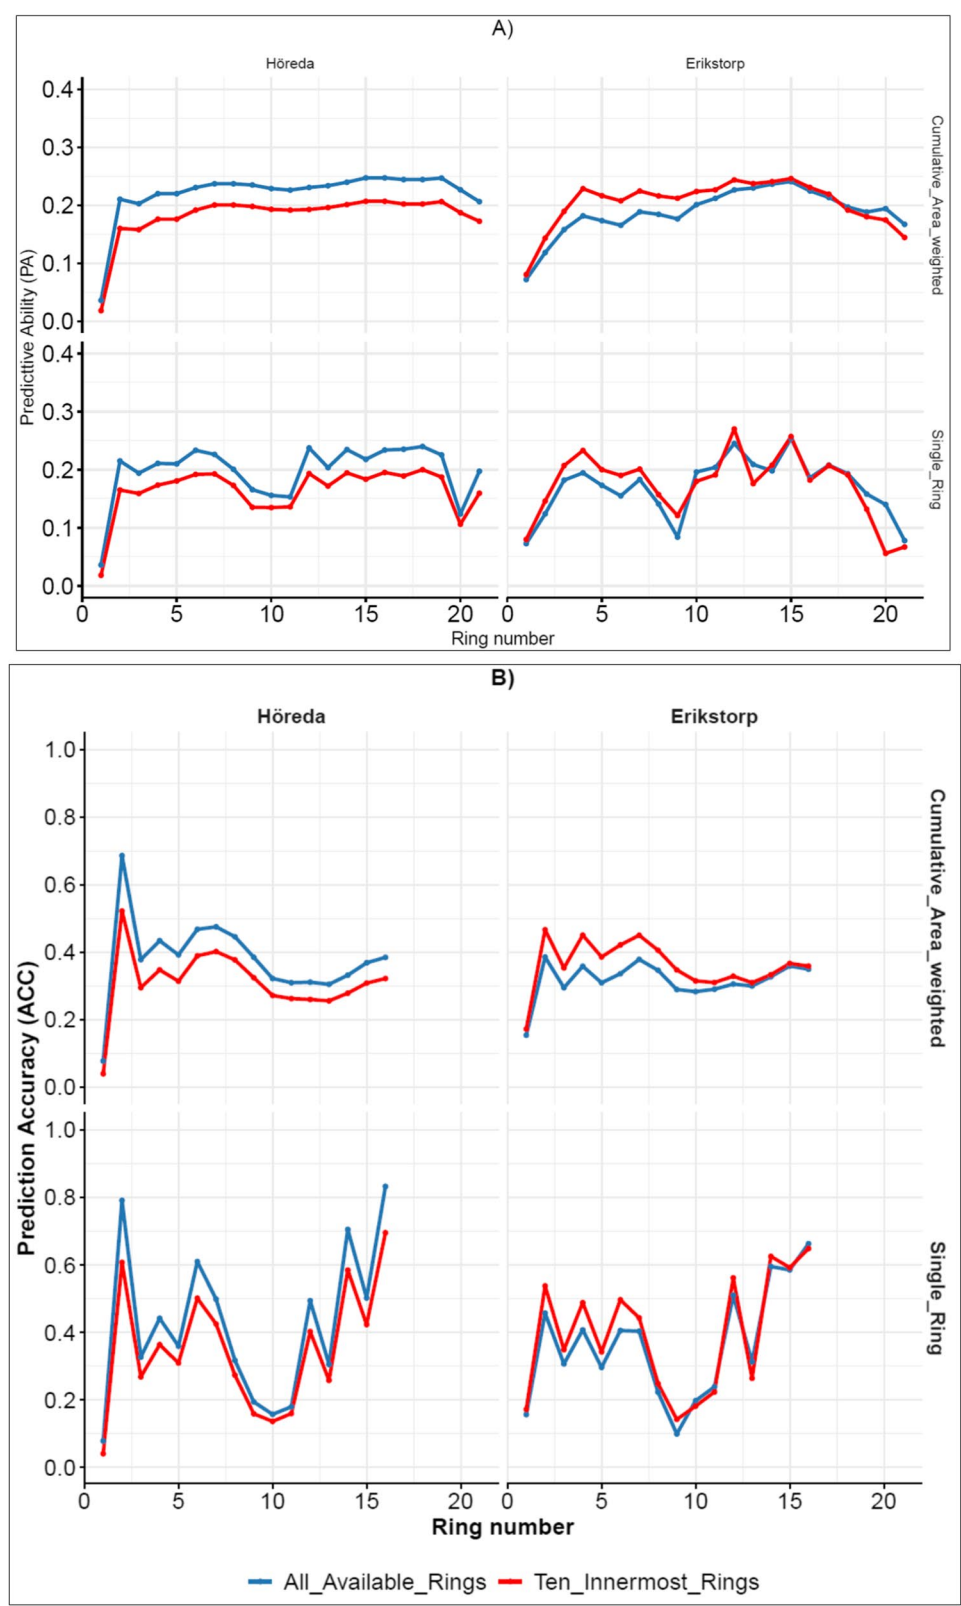 A)
Höreda Erikstorp
Predicttive Ability (PA)
0.4
0.3
0.2
0.1
0.0
Cumulative_Area_weighted
0.4
0.3
0.2
0.1
0.0
Single_Ring
0 5 10 15 20 0 5 10 15 20
Ring number
B)
Höreda Erikstorp
Prediction Accuracy (ACC)
1.0
0.8
0.6
0.4
0.2
0.0
Cumulative_Area_weighted
1.0
0.8
0.6
0.4
0.2
0.0
Single_Ring
0 5 10 15 20 0 5 10 15 20
Ring number
All_Available_Rings Ten_Innermost_Rings